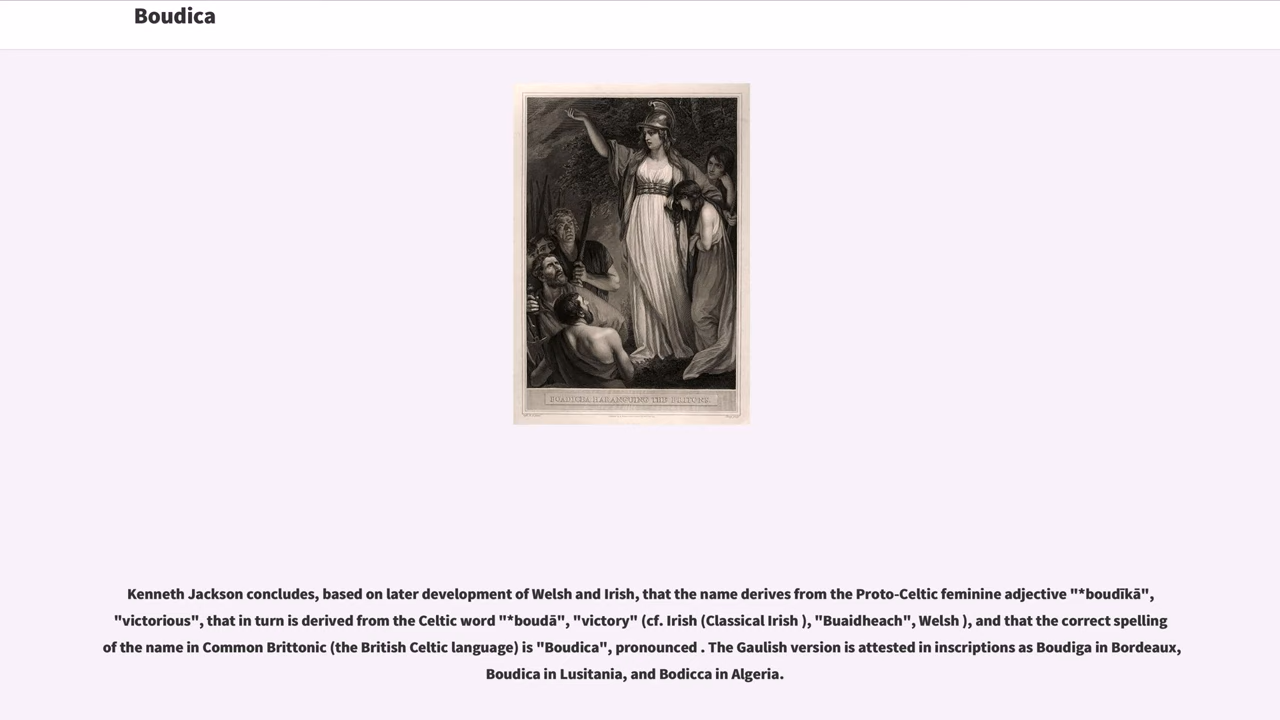 Boudica
BOADICEA HARANGUING THE BRITONS.
Kenneth Jackson concludes, based on later development of Welsh and Irish, that the name derives from the Proto-Celtic feminine adjective "*boudīkā",
"victorious", that in turn is derived from the Celtic word "*boudā", "victory" (cf. Irish (Classical Irish ), "Buaidheach", Welsh ), and that the correct spelling
of the name in Common Brittonic (the British Celtic language) is "Boudica", pronounced . The Gaulish version is attested in inscriptions as Boudiga in Bordeaux,
Boudica in Lusitania, and Bodicca in Algeria.